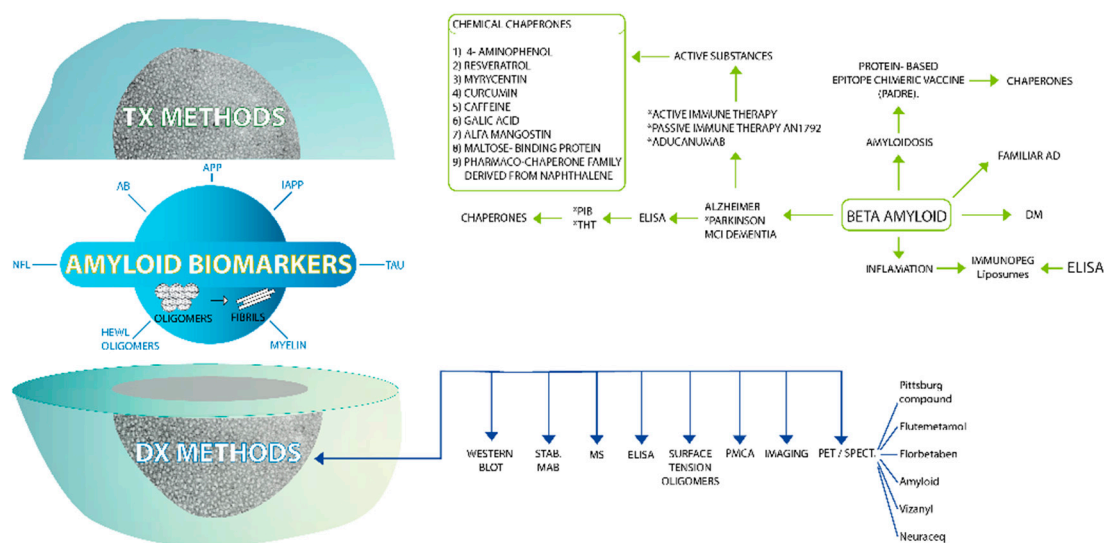 TX METHODS
APP
AB
IAPP
NFL
AMYLOID BIOMARKERS
TAU
OLIGOMERS
FIBRILS
HEWL
OLIGOMERS
MYELIN
DX METHODS
CHEMICAL CHAPERONES
1) 4- AMINOPHENOL
2) RESVERATROL
3) MYRYCENTIN
4) CURCUMIN
5) CAFFEINE
6) GALIC ACID
7) ALFA MANGOSTIN
8) MALTOSE- BINDING PROTEIN
9) PHARMACO-CHAPERONE FAMILY
DERIVED FROM NAPHTHALENE
ACTIVE SUBSTANCES
*ACTIVE IMMUNE THERAPY
*PASSIVE IMMUNE THERAPY AN1792
*ADUCANUMAB
CHAPERONES
*PIB
*THT
ELISA
ALZHEIMER
*PARKINSON
MCI DEMENTIA
PROTEIN- BASED
EPITOPE CHIMERIC VACCINE
(PADRE).
CHAPERONES
AMYLOIDOSIS
FAMILIAR AD
BETA AMYLOID
DM
INFLAMATION
IMMUNOPEG
Liposumes
ELISA
WESTERN
BLOT
STAB.
MAB
MS
ELISA
SURFACE
TENSION
OLIGOMERS
PMCA
IMAGING
PET / SPECT.
Pittsburg
compound
Flutemetamol
Florbetaben
Amyloid
Vizanyl
Neuraceq